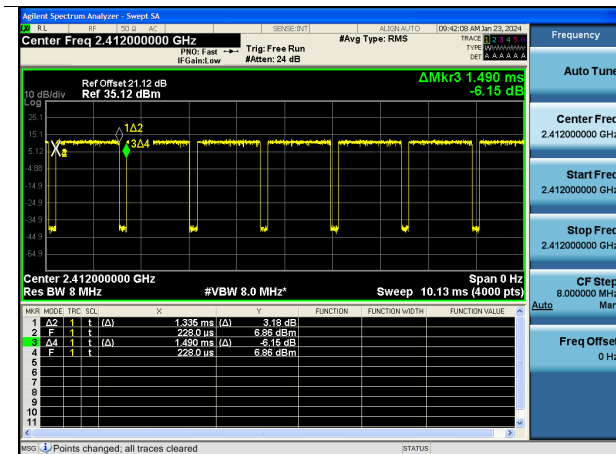 Agilent Spectrum Analyzer - Swept SA
RL RF 50 Ω AC SENSE:INT ALIGN AUTO 09:42:08 AM Jan 23, 2024
Center Freq 2.412000000 GHz
PNO: Fast
IFGain:Low
Trig: Free Run
#Atten: 24 dB
#Avg Type: RMS
TRACE 1 2 3 4 5 6
TYPE
DET A A A A A A
ΔMkr3 1.490 ms
-6.15 dB
Ref Offset 21.12 dB
Ref 35.12 dBm
10 dB/div
Log
25.1
15.1
5.12
-4.88
-14.9
-24.9
-34.9
-44.9
-54.9
1Δ2
3Δ4
Center 2.412000000 GHz Span 0 Hz
Res BW 8 MHz #VBW 8.0 MHz* Sweep 10.13 ms (4000 pts)
MKR MODE TRC SCL X Y FUNCTION FUNCTION WIDTH FUNCTION VALUE
1 Δ2 1 t (Δ) 1.335 ms (Δ) 3.18 dB
2 F 1 t 228.0 µs 6.86 dBm
3 Δ4 1 t (Δ) 1.490 ms (Δ) -6.15 dB
4 F 1 t 228.0 µs 6.86 dBm
5
6
7
8
9
10
11
MSG Points changed; all traces cleared STATUS
Frequency
Auto Tune
Center Freq
2.412000000 GHz
Start Freq
2.412000000 GHz
Stop Freq
2.412000000 GHz
CF Step
8.000000 MHz
Auto Man
Freq Offset
0 Hz